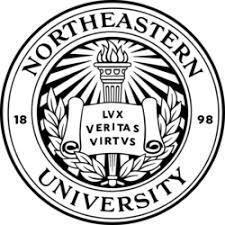 NORTHEASTERN
LVX
VERITAS
VIRTVS
18 98
UNIVERSITY